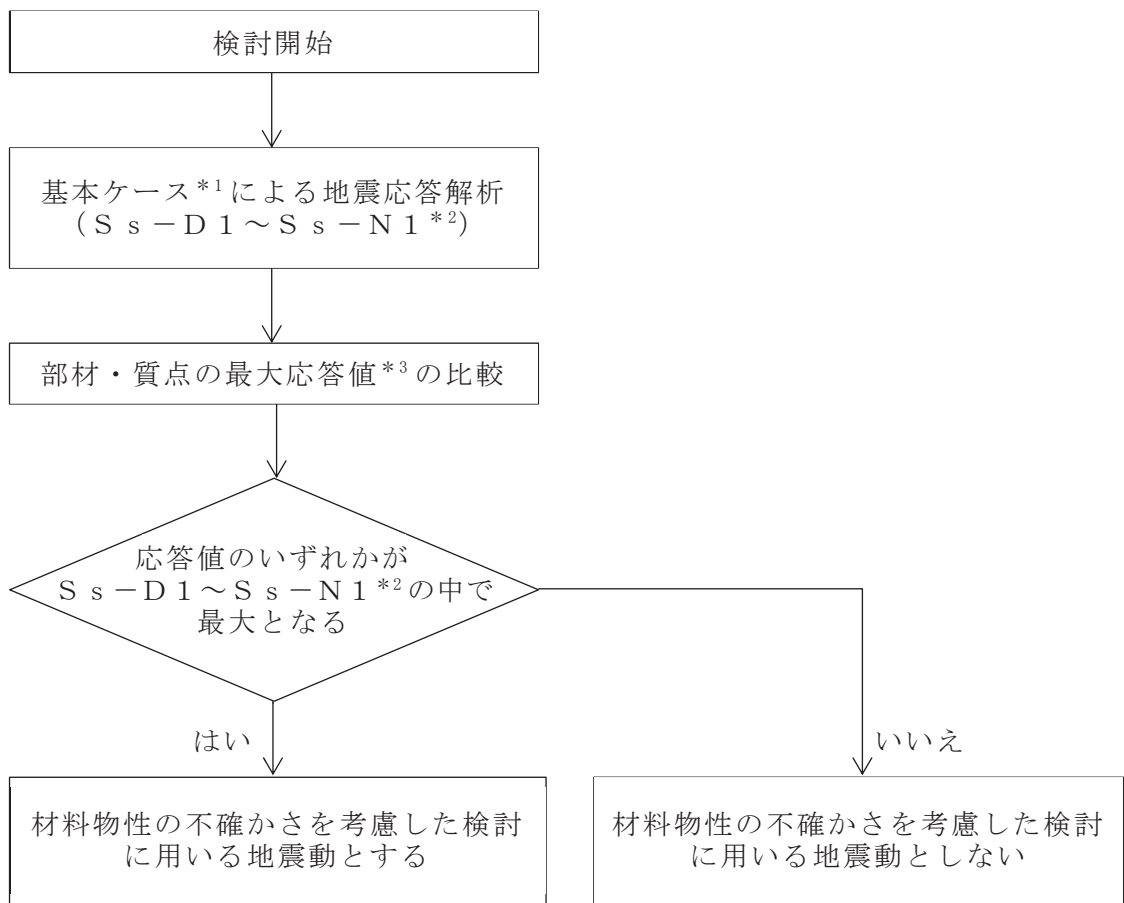 検討開始
基本ケース*1による地震応答解析
(Ss-D1~Ss-N1*2)
部材・質点の最大応答値*3の比較
応答値のいずれかが
Ss-D1~Ss-N1*2の中で
最大となる
はい
いいえ
材料物性の不確かさを考慮した検討
に用いる地震動とする
材料物性の不確かさを考慮した検討
に用いる地震動としない